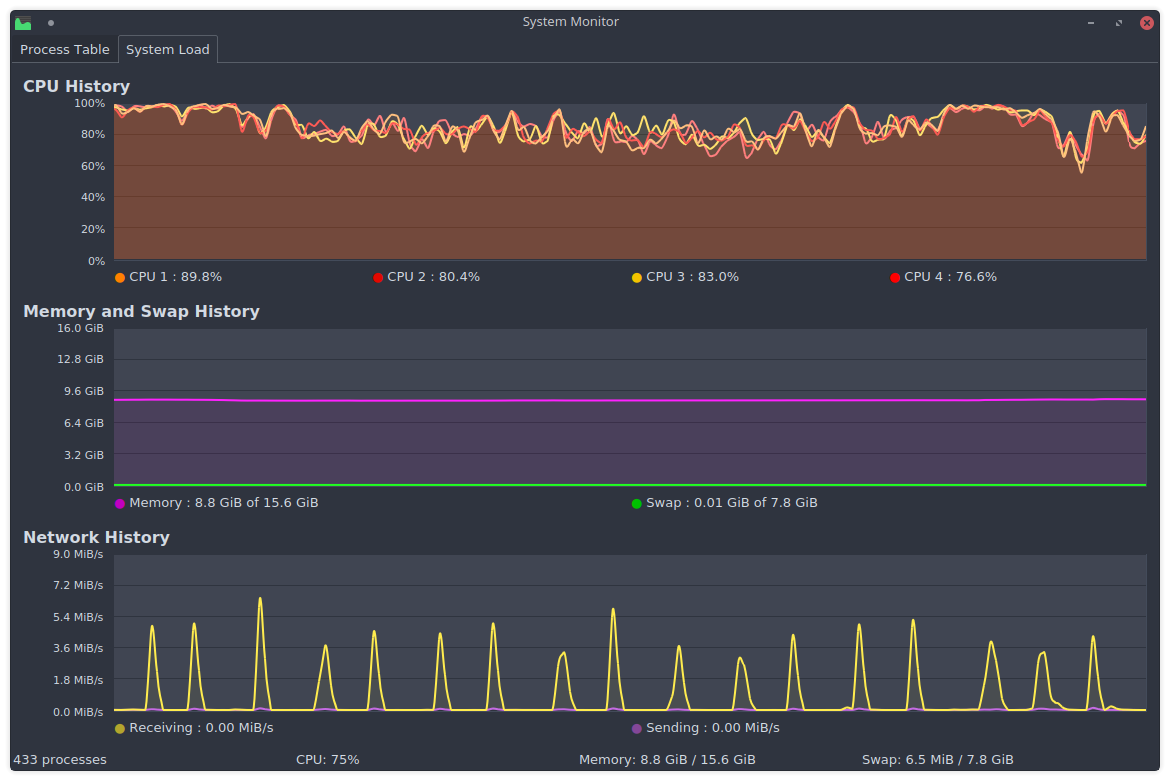 System Monitor
Process Table System Load
CPU History
100%
80%
60%
40%
20%
0%
CPU 1 : 89.8% CPU 2 : 80.4% CPU 3 : 83.0% CPU 4 : 76.6%
Memory and Swap History
16.0 GiB
12.8 GiB
9.6 GiB
6.4 GiB
3.2 GiB
0.0 GiB
Memory : 8.8 GiB of 15.6 GiB Swap : 0.01 GiB of 7.8 GiB
Network History
9.0 MiB/s
7.2 MiB/s
5.4 MiB/s
3.6 MiB/s
1.8 MiB/s
0.0 MiB/s
Receiving : 0.00 MiB/s Sending : 0.00 MiB/s
433 processes CPU: 75% Memory: 8.8 GiB / 15.6 GiB Swap: 6.5 MiB / 7.8 GiB